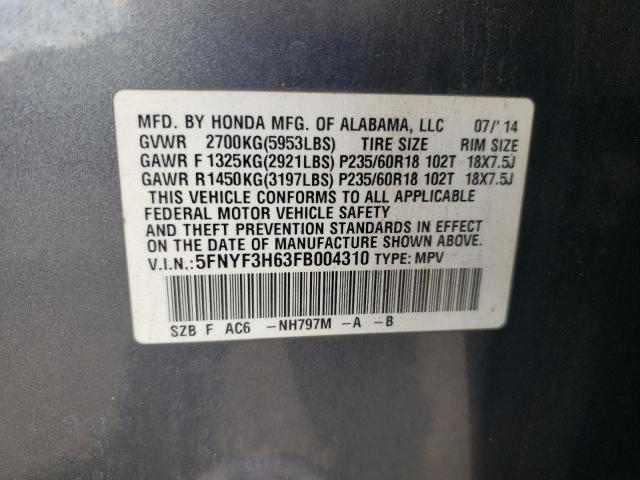 MFD. BY HONDA MFG. OF ALABAMA, LLC 07/'14
GVWR 2700KG(5953LBS) TIRE SIZE RIM SIZE
GAWR F 1325KG(2921LBS) P235/60R18 102T 18X7.5J
GAWR R1450KG(3197LBS) P235/60R18 102T 18X7.5J
THIS VEHICLE CONFORMS TO ALL APPLICABLE
FEDERAL MOTOR VEHICLE SAFETY
AND THEFT PREVENTION STANDARDS IN EFFECT
ON THE DATE OF MANUFACTURE SHOWN ABOVE.
V.I.N.: 5FNYF3H63FB004310 TYPE: MPV
SZB F AC6 -NH797M -A -B